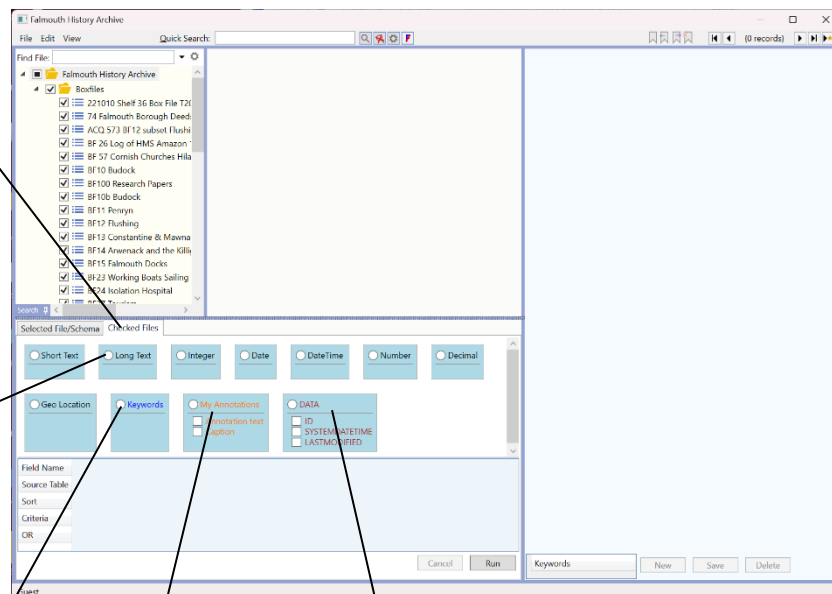 Falmouth History Archive
File Edit View Quick Search:
(0 records)
Find File:
Falmouth History Archive
Boxfiles
221010 Shelf 36 Box File T20
74 Falmouth Borough Deeds
ACQ 573 BF12 subset Flushi
BF 26 Log of HMS Amazon
BF 57 Cornish Churches Hila
BF10 Budock
BF100 Research Papers
BF10b Budock
BF11 Penryn
BF12 Flushing
BF13 Constantine & Mawna
BF14 Arwenack and the Killi
BF15 Falmouth Docks
BF23 Working Boats Sailing
BF24 Isolation Hospital
Search
Selected File/Schema Checked Files
Short Text Long Text Integer Date DateTime Number Decimal
Geo Location Keywords My Annotations DATA
Annotation text ID
Caption SYSTEMDATETIME
LASTMODIFIED
Field Name
Source Table
Sort
Criteria
OR
Cancel Run
Keywords New Save Delete